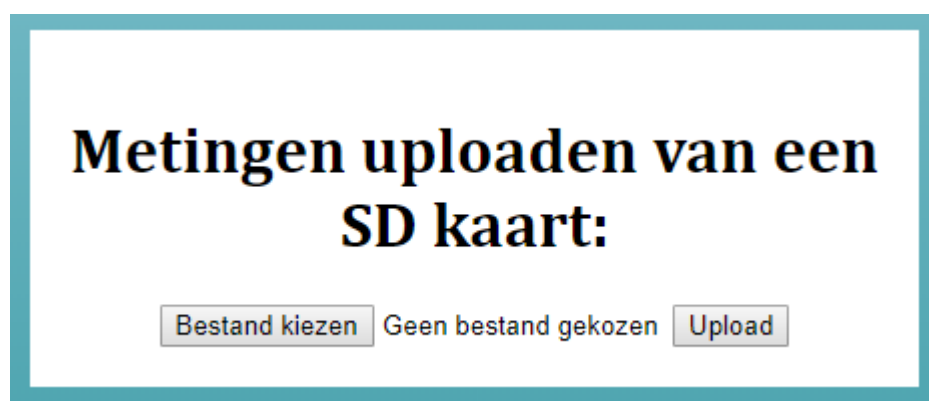 Metingen uploaden van een
SD kaart:
Bestand kiezen Geen bestand gekozen Upload